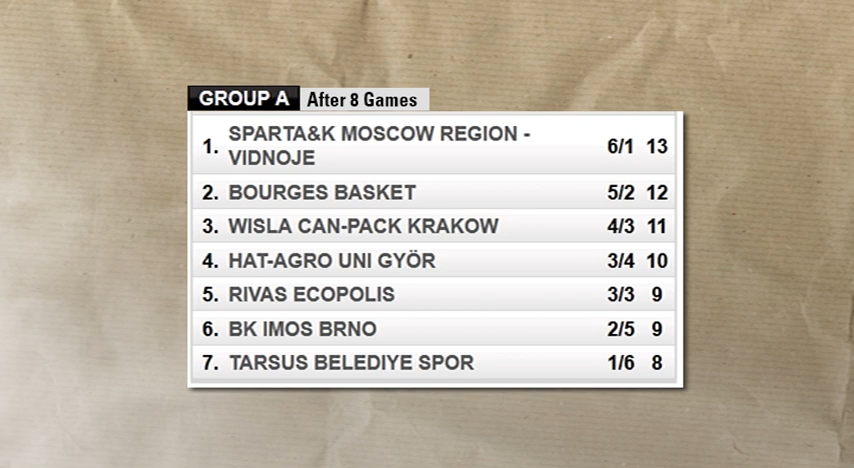 GROUP A After 8 Games
1. SPARTA&K MOSCOW REGION - VIDNOJE 6/1 13
2. BOURGES BASKET 5/2 12
3. WISLA CAN-PACK KRAKOW 4/3 11
4. HAT-AGRO UNI GYÖR 3/4 10
5. RIVAS ECOPOLIS 3/3 9
6. BK IMOS BRNO 2/5 9
7. TARSUS BELEDIYE SPOR 1/6 8